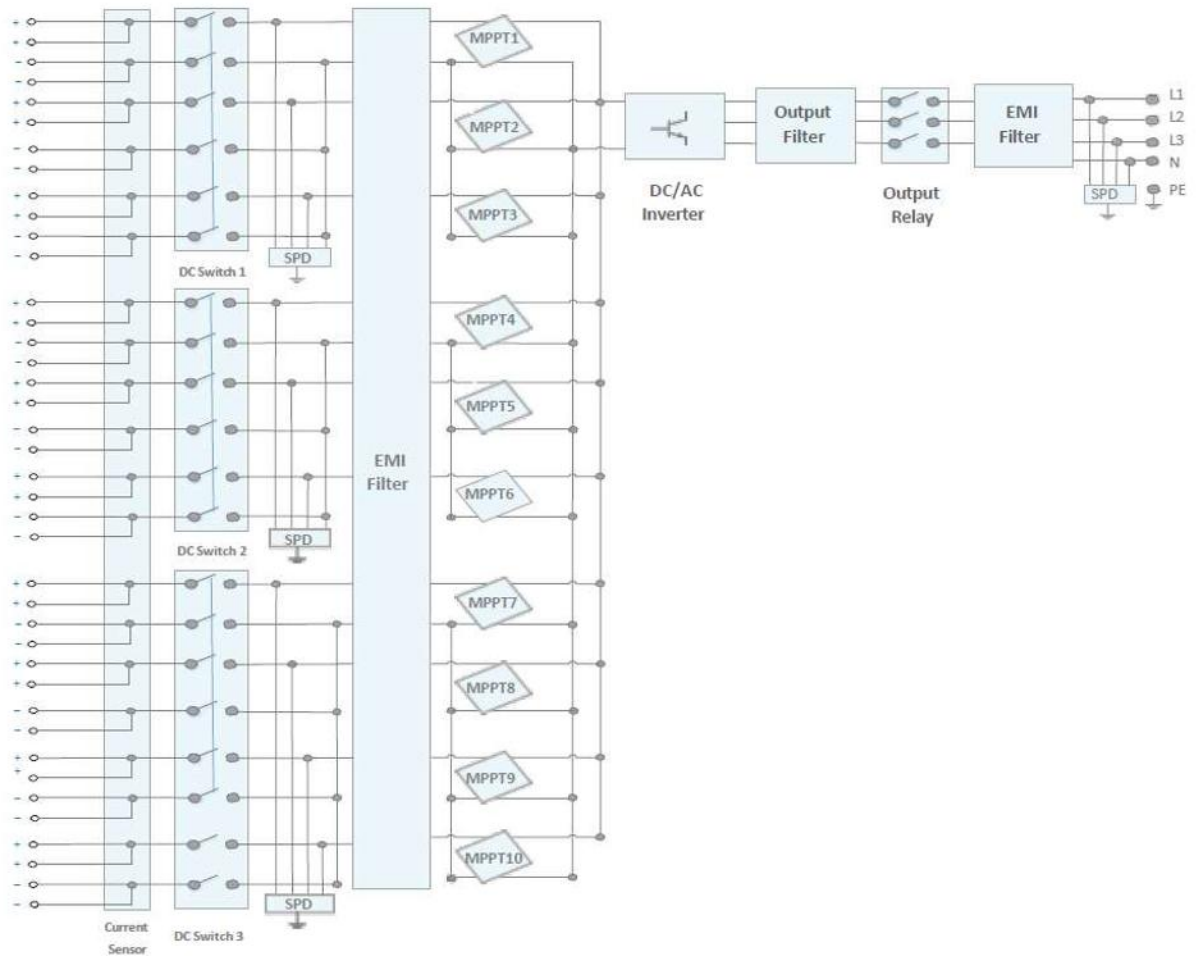 MPPT1
MPPT2
MPPT3
MPPT4
MPPT5
MPPT6
MPPT7
MPPT8
MPPT9
MPPT10
SPD
DC Switch 1
SPD
DC Switch 2
SPD
DC Switch 3
Current
Sensor
EMI
Filter
DC/AC
Inverter
Output
Filter
Output
Relay
EMI
Filter
L1
L2
L3
N
PE
SPD
+
+
-
-
+
+
-
-
+
+
-
-
+
+
-
-
+
+
-
-
+
+
-
-
+
+
-
-
+
+
-
-
+
+
-
-
+
+
-
-